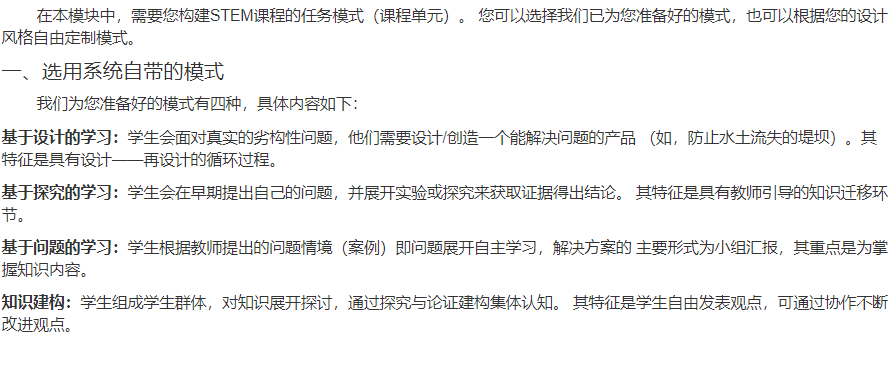 在本模块中，需要您构建STEM课程的任务模式（课程单元）。 您可以选择我们已为您准备好的模式，也可以根据您的设计
风格自由定制模式。
一、选用系统自带的模式
我们为您准备好的模式有四种，具体内容如下：
基于设计的学习：学生会面对真实的劣构性问题，他们需要设计/创造一个能解决问题的产品 （如，防止水土流失的堤坝）。其
特征是具有设计——再设计的循环过程。
基于探究的学习：学生会在早期提出自己的问题，并展开实验或探究来获取证据得出结论。 其特征是具有教师引导的知识迁移环
节。
基于问题的学习：学生根据教师提出的问题情境（案例）即问题展开自主学习，解决方案的 主要形式为小组汇报，其重点是为掌
握知识内容。
知识建构：学生组成学生群体，对知识展开探讨，通过探究与论证建构集体认知。 其特征是学生自由发表观点，可通过协作不断
改进观点。